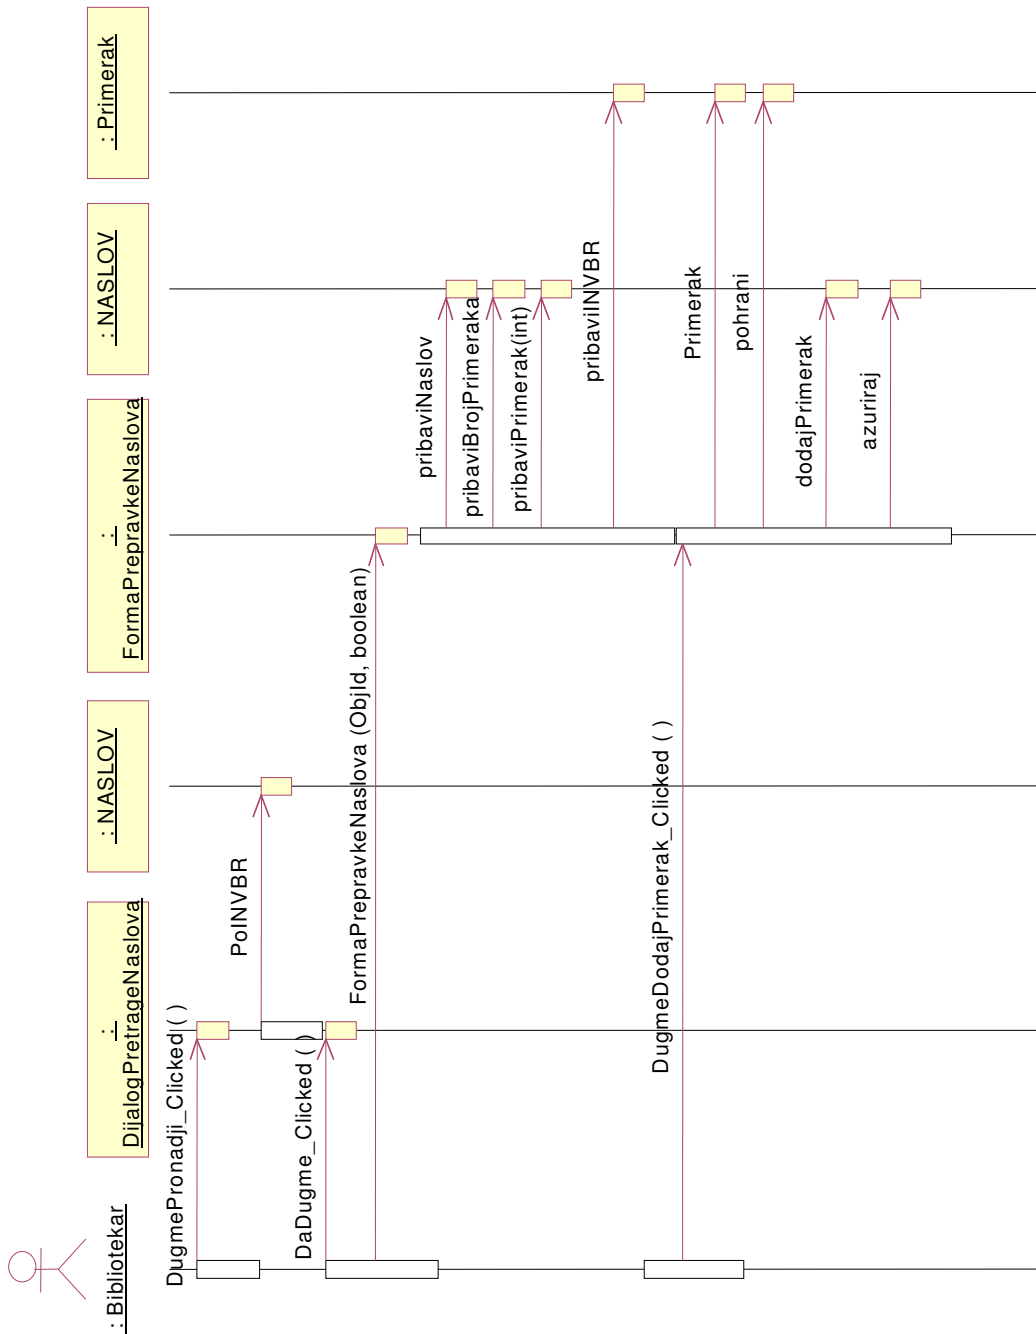 : Bibliotekar
:
DijalogPretrageNaslova
: NASLOV
:
FormaPrepravkeNaslova
: NASLOV
: Primerak
DugmePronadji_Clicked ( )
PoINVBR
DaDugme_Clicked ( )
FormaPrepravkeNaslova (ObjId, boolean)
pribaviNaslov
pribaviBrojPrimeraka
pribaviPrimerak(int)
pribaviINVBR
DugmeDodajPrimerak_Clicked ( )
Primerak
pohrani
dodajPrimerak
azuriraj